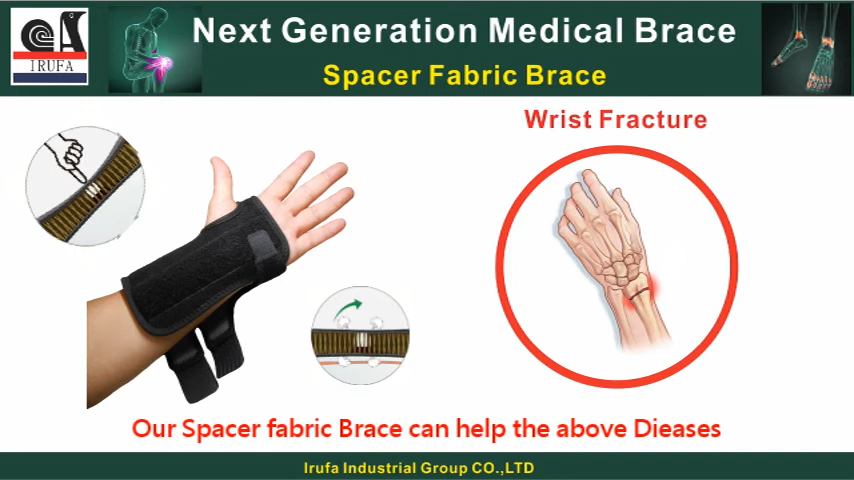 IRUFA
Next Generation Medical Brace
Spacer Fabric Brace
Wrist Fracture
Our Spacer fabric Brace can help the above Dieases
Irufa Industrial Group CO.,LTD